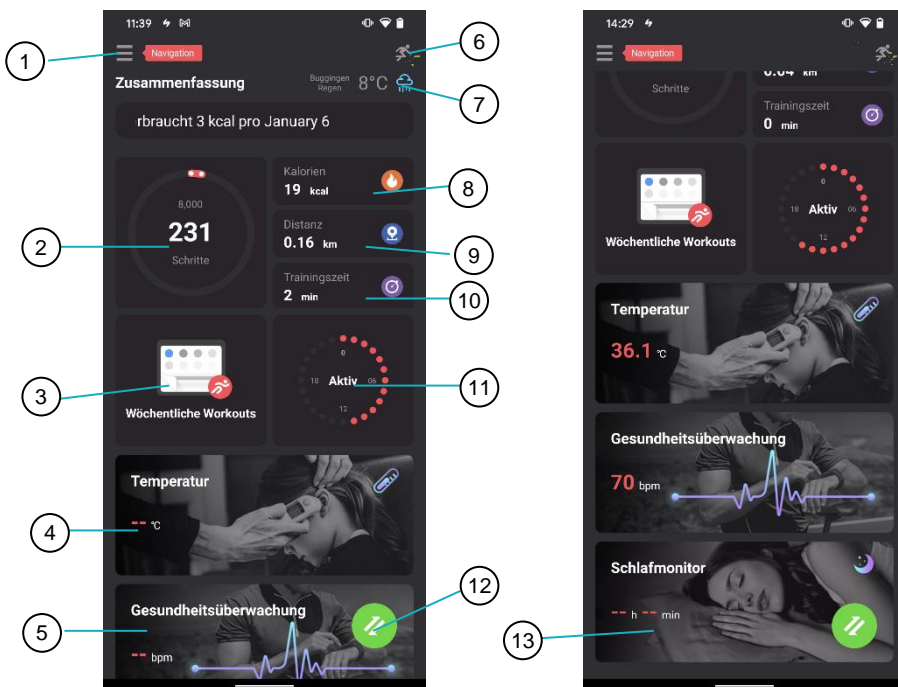 11:39
Navigation
Zusammenfassung
Buggingen
Regen
8°C
rbraucht 3 kcal pro January 6
8,000
231
Schritte
Kalorien
19 kcal
Distanz
0.16 km
Trainingszeit
2 min
Wöchentliche Workouts
0
18 Aktiv 06
12
Temperatur
-- °C
Gesundheitsüberwachung
-- bpm
1
2
3
4
5
6
7
8
9
10
11
12
13
14:29
Navigation
Schritte
0.04 km
Trainingszeit
0 min
Wöchentliche Workouts
0
18 Aktiv 06
12
Temperatur
36.1 °C
Gesundheitsüberwachung
70 bpm
Schlafmonitor
-- h -- min